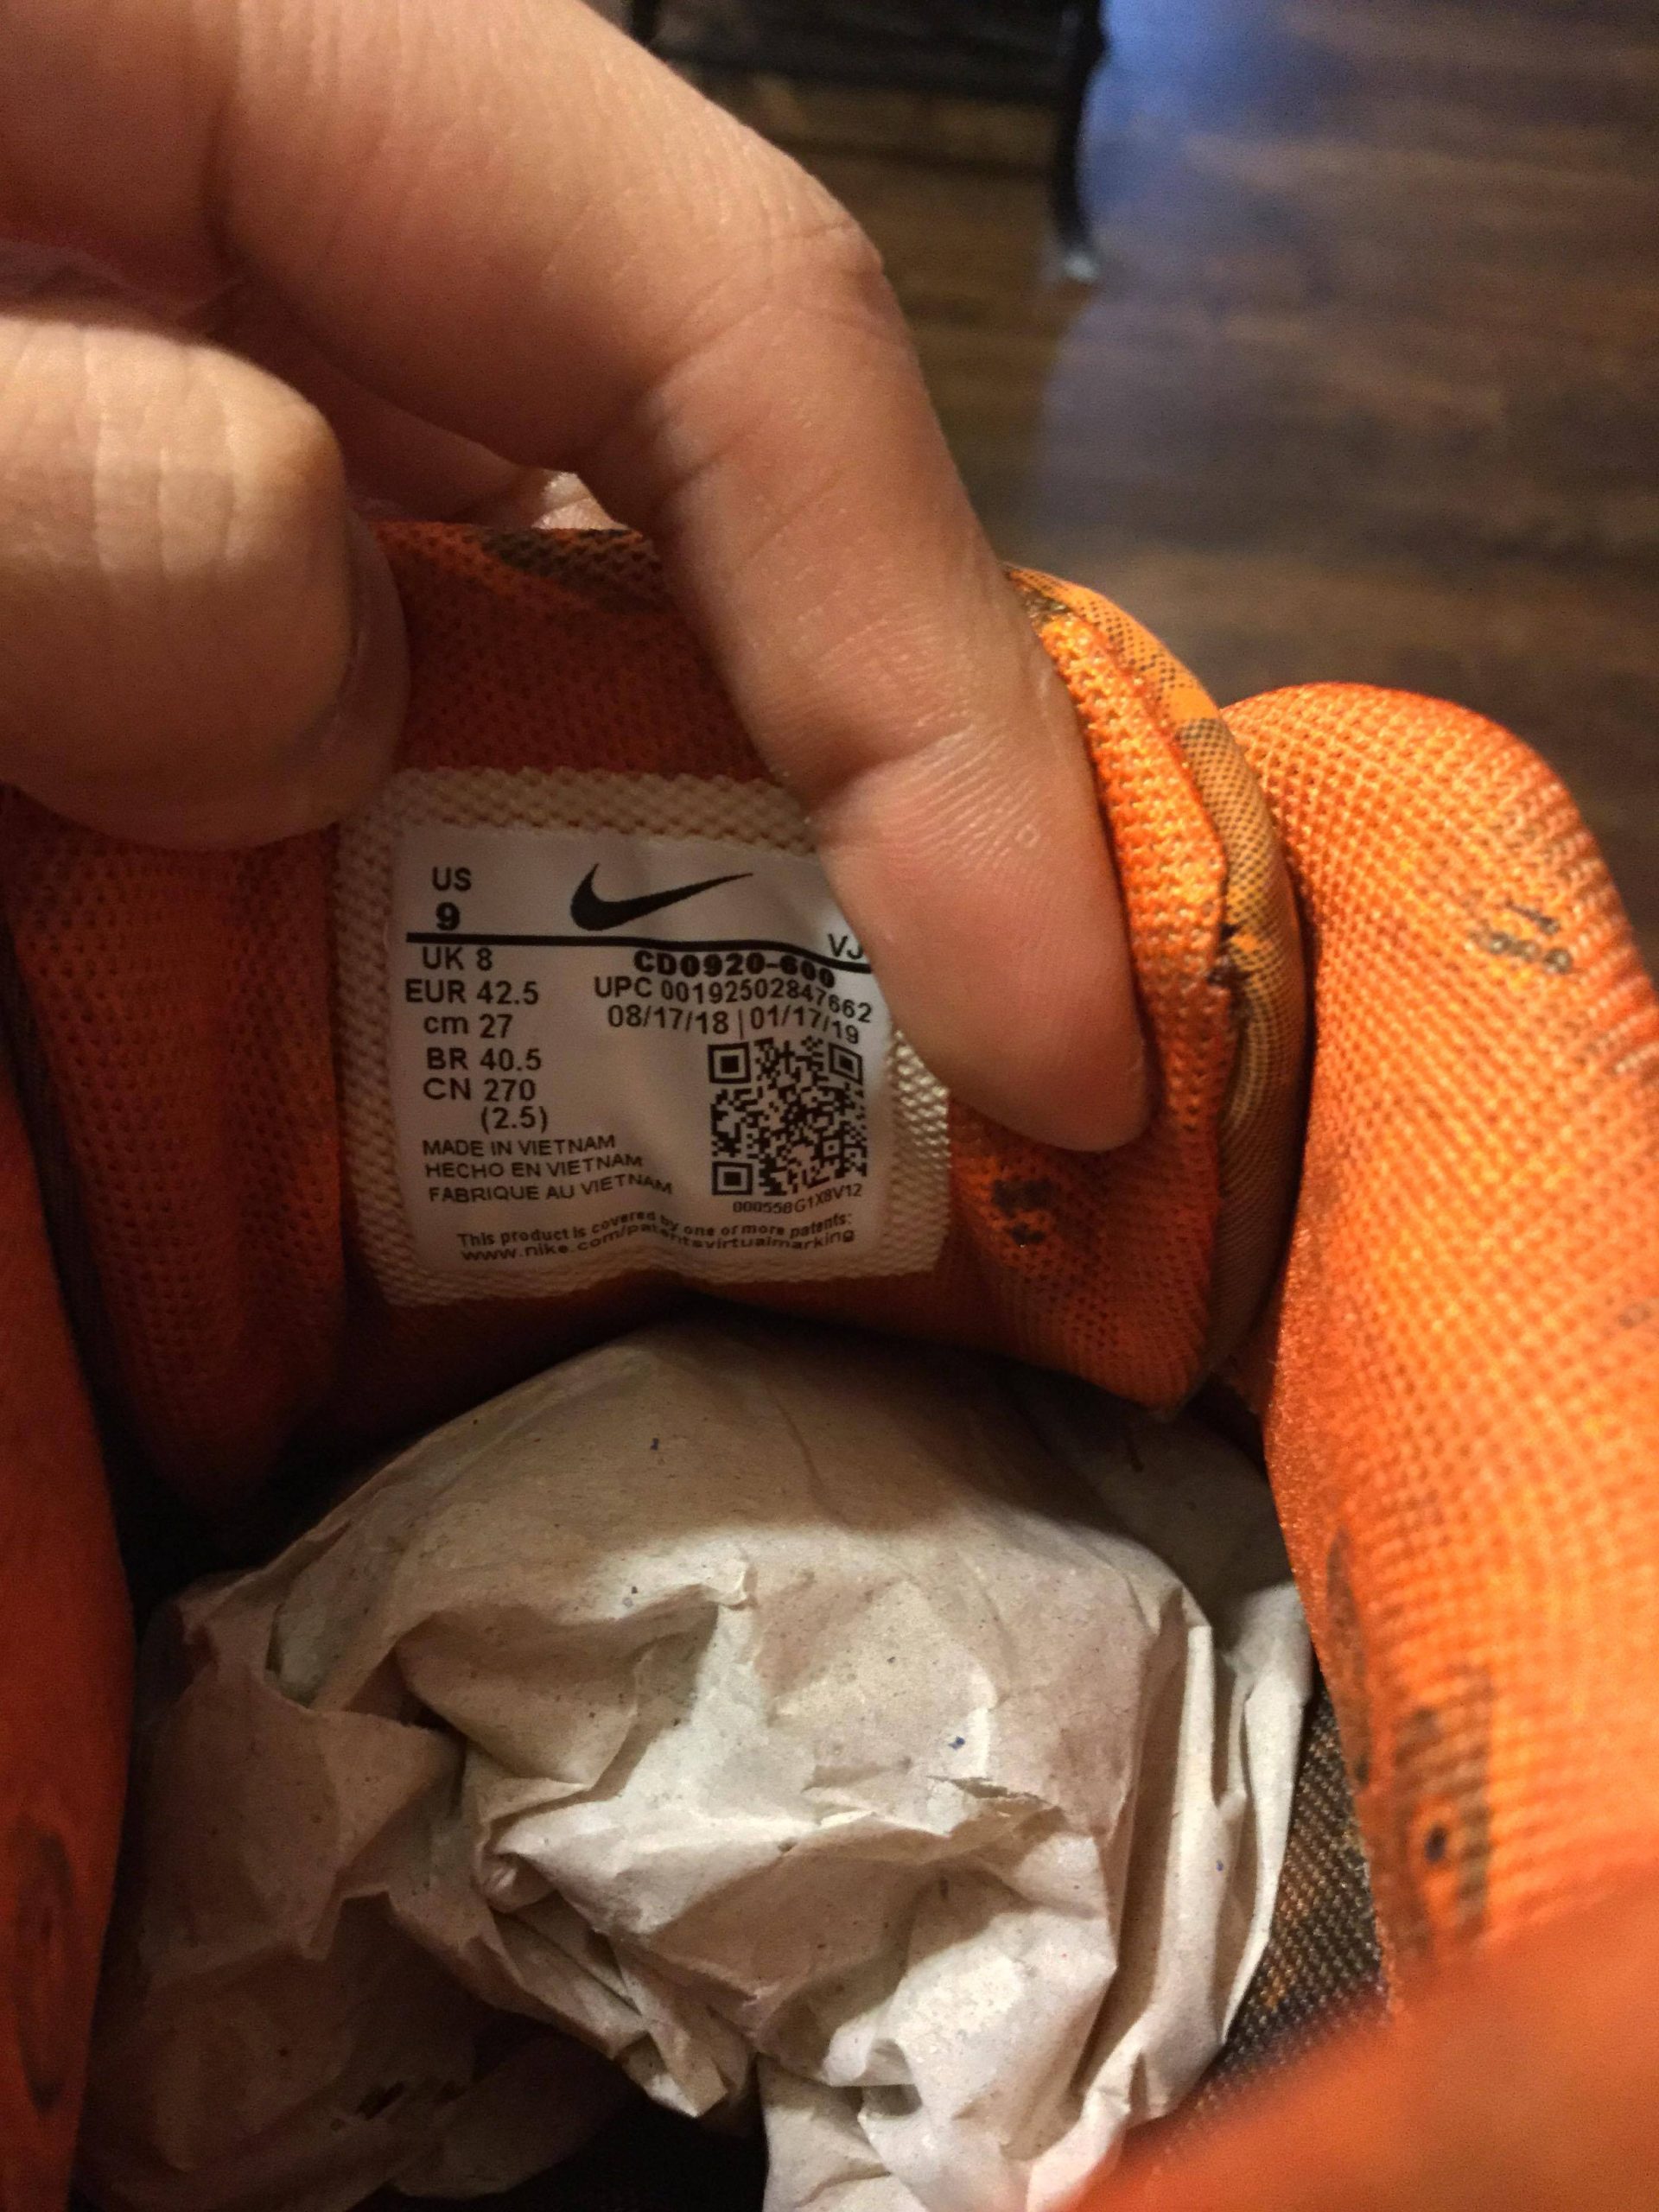 US
9
VJ
UK 8
CD0920-600
EUR 42.5
UPC 00192502847662
cm 27
08/17/18 | 01/17/19
BR 40.5
CN 270
(2.5)
MADE IN VIETNAM
HECHO EN VIETNAM
FABRIQUE AU VIETNAM
000558G1X8V12
This product is covered by one or more patents:
www.nike.com/patentsvirtualmarking